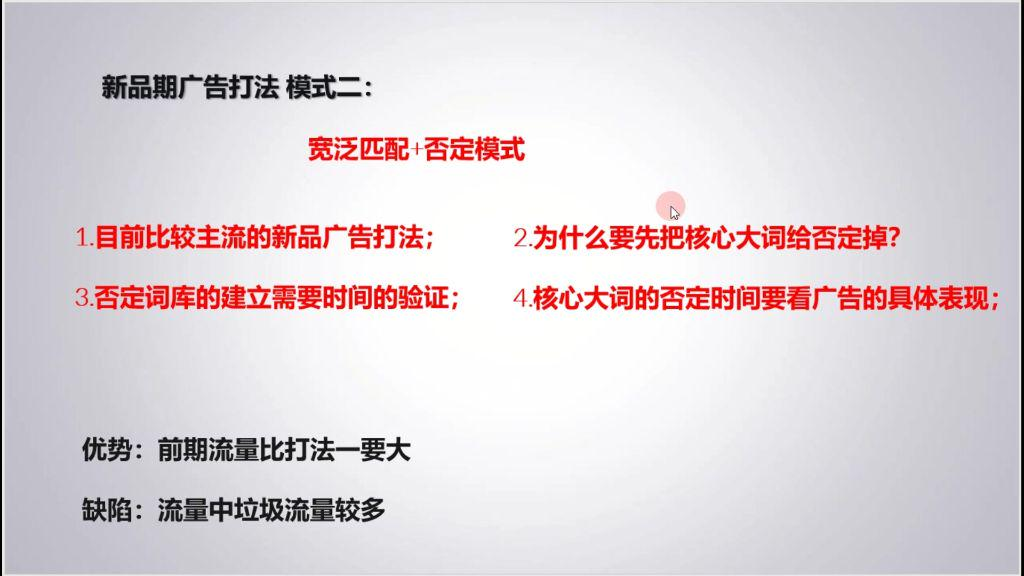 新品期广告打法 模式二：
宽泛匹配+否定模式
1.目前比较主流的新品广告打法；
2.为什么要先把核心大词给否定掉？
3.否定词库的建立需要时间的验证；
4.核心大词的否定时间要看广告的具体表现；
优势：前期流量比打法一要大
缺陷：流量中垃圾流量较多